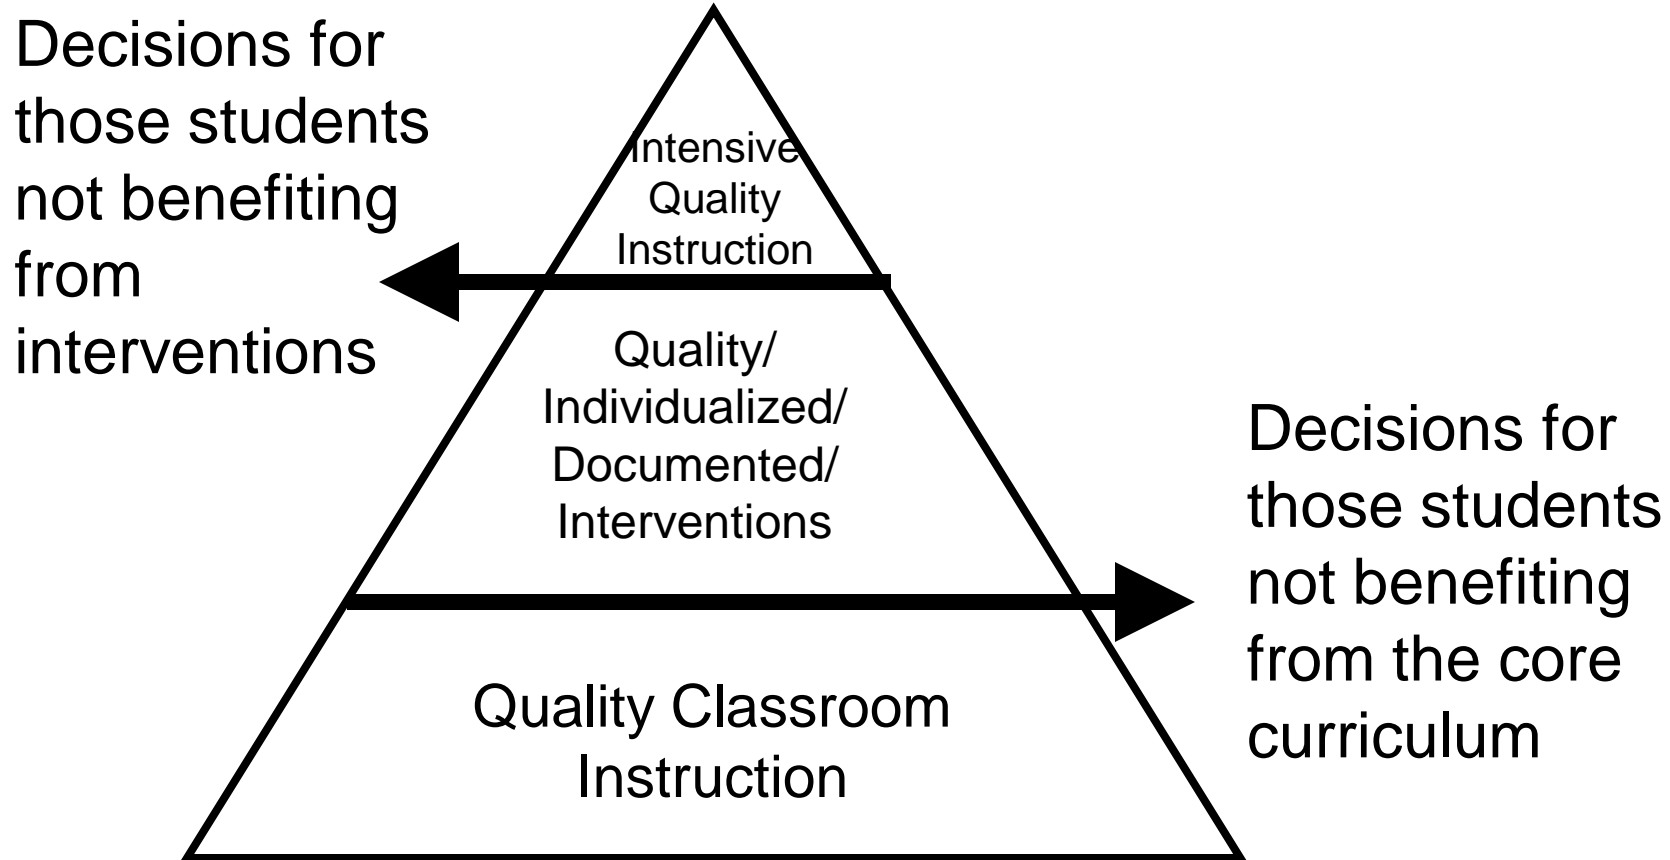 Decisions for
those students
not benefiting
from
interventions
Intensive
Quality
Instruction
Quality/
Individualized/
Documented/
Interventions
Decisions for
those students
not benefiting
from the core
curriculum
Quality Classroom
Instruction